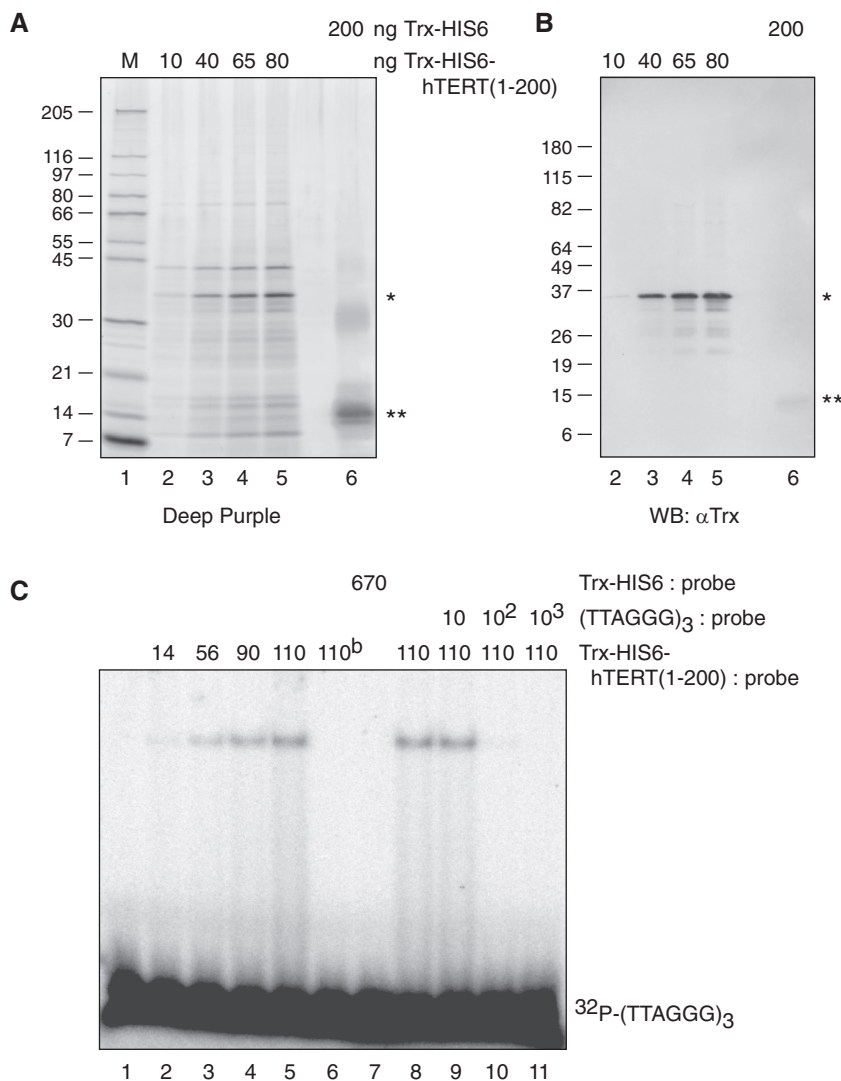 A
200 ng Trx-HIS6
M 10 40 65 80 ng Trx-HIS6-
hTERT(1-200)
205
116
97
80
66
55
45
30
21
14
7
*
**
1 2 3 4 5 6
Deep Purple
B
200
10 40 65 80
180
115
82
64
49
37
26
19
15
6
*
**
2 3 4 5 6
WB: αTrx
C
670 Trx-HIS6 : probe
10 10² 10³ (TTAGGG)₃ : probe
14 56 90 110 110ᵇ 110 110 110 110 Trx-HIS6-
hTERT(1-200) : probe
³²P-(TTAGGG)₃
1 2 3 4 5 6 7 8 9 10 11